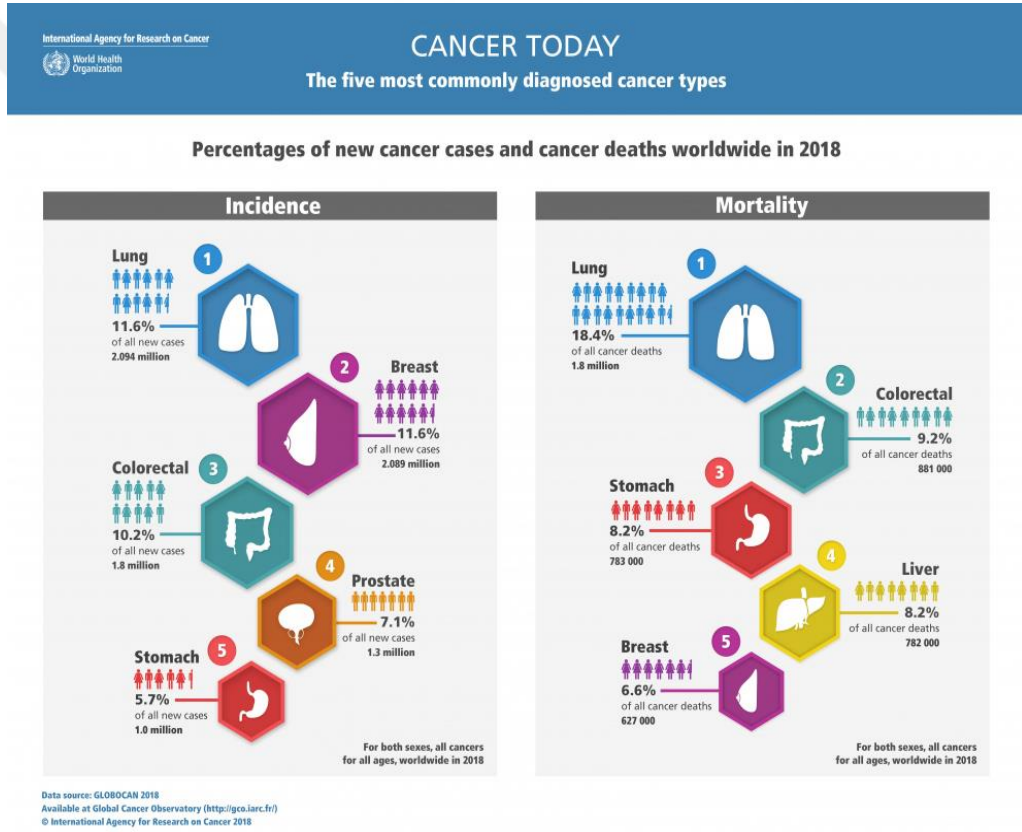 International Agency for Research on Cancer
World Health
Organization
CANCER TODAY
The five most commonly diagnosed cancer types
Percentages of new cancer cases and cancer deaths worldwide in 2018
Incidence
Lung
1
11.6%
of all new cases
2.094 million
2
Breast
11.6%
of all new cases
2.089 million
Colorectal
3
10.2%
of all new cases
1.8 million
4
Prostate
7.1%
of all new cases
1.3 million
Stomach
5
5.7%
of all new cases
1.0 million
For both sexes, all cancers
for all ages, worldwide in 2018
Mortality
Lung
1
18.4%
of all cancer deaths
1.8 million
2
Colorectal
9.2%
of all cancer deaths
881 000
Stomach
3
8.2%
of all cancer deaths
783 000
4
Liver
8.2%
of all cancer deaths
782 000
Breast
5
6.6%
of all cancer deaths
627 000
For both sexes, all cancers
for all ages, worldwide in 2018
Data source: GLOBOCAN 2018
Available at Global Cancer Observatory (http://gco.iarc.fr/)
© International Agency for Research on Cancer 2018